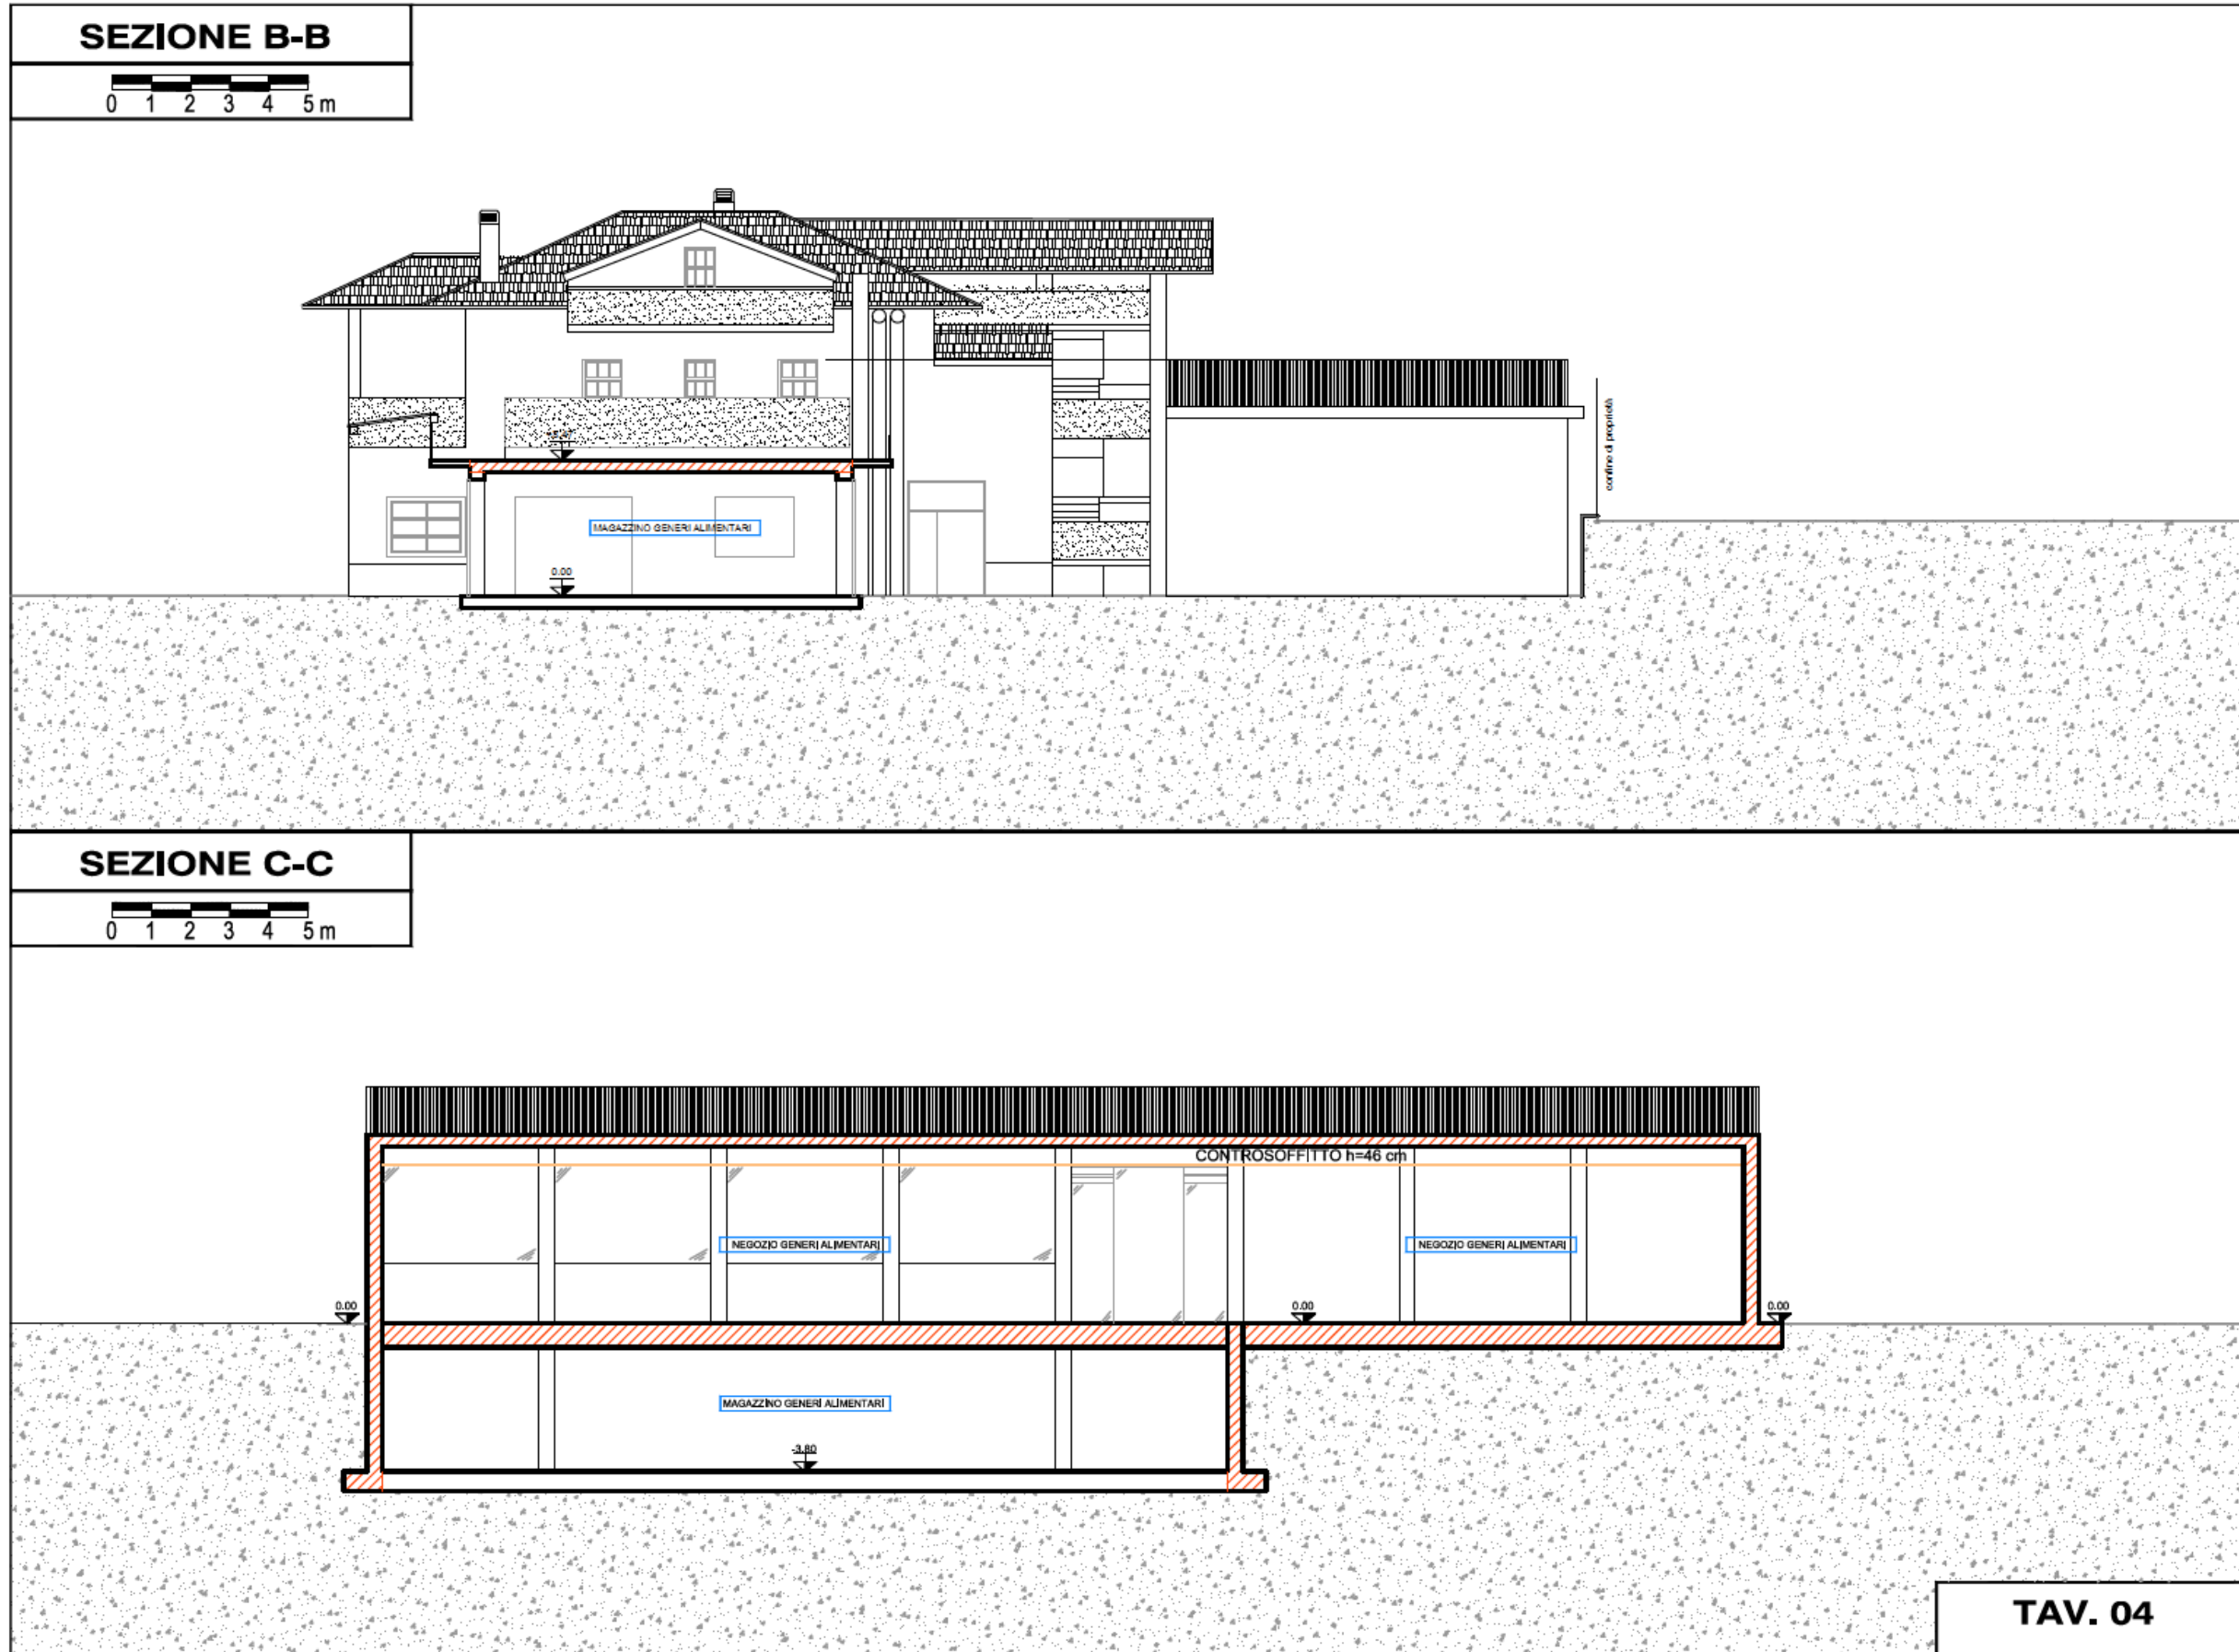 SEZIONE B-B
0 1 2 3 4 5 m
confine di proprietà
MAGAZZINO GENERI ALIMENTARI
0.00
SEZIONE C-C
0 1 2 3 4 5 m
CONTROSOFFITTO h=46 cm
NEGOZIO GENERI ALIMENTARI
NEGOZIO GENERI ALIMENTARI
0.00
0.00
0.00
MAGAZZINO GENERI ALIMENTARI
-3.80
TAV. 04